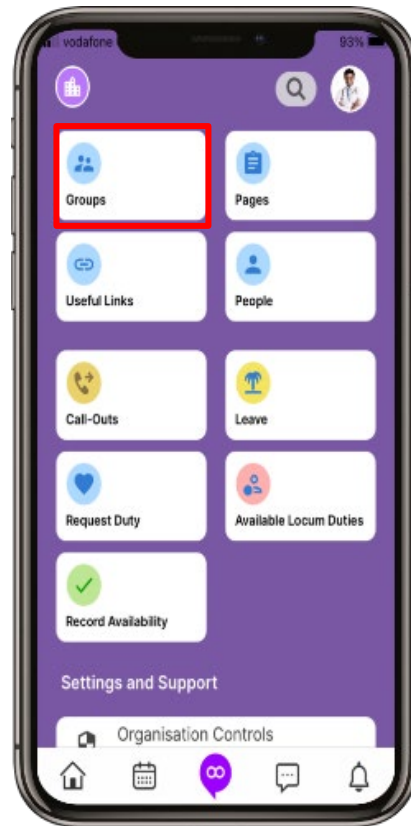 vodafone
93%
Groups
Pages
Useful Links
People
Call-Outs
Leave
Request Duty
Available Locum Duties
Record Availability
Settings and Support
Organisation Controls